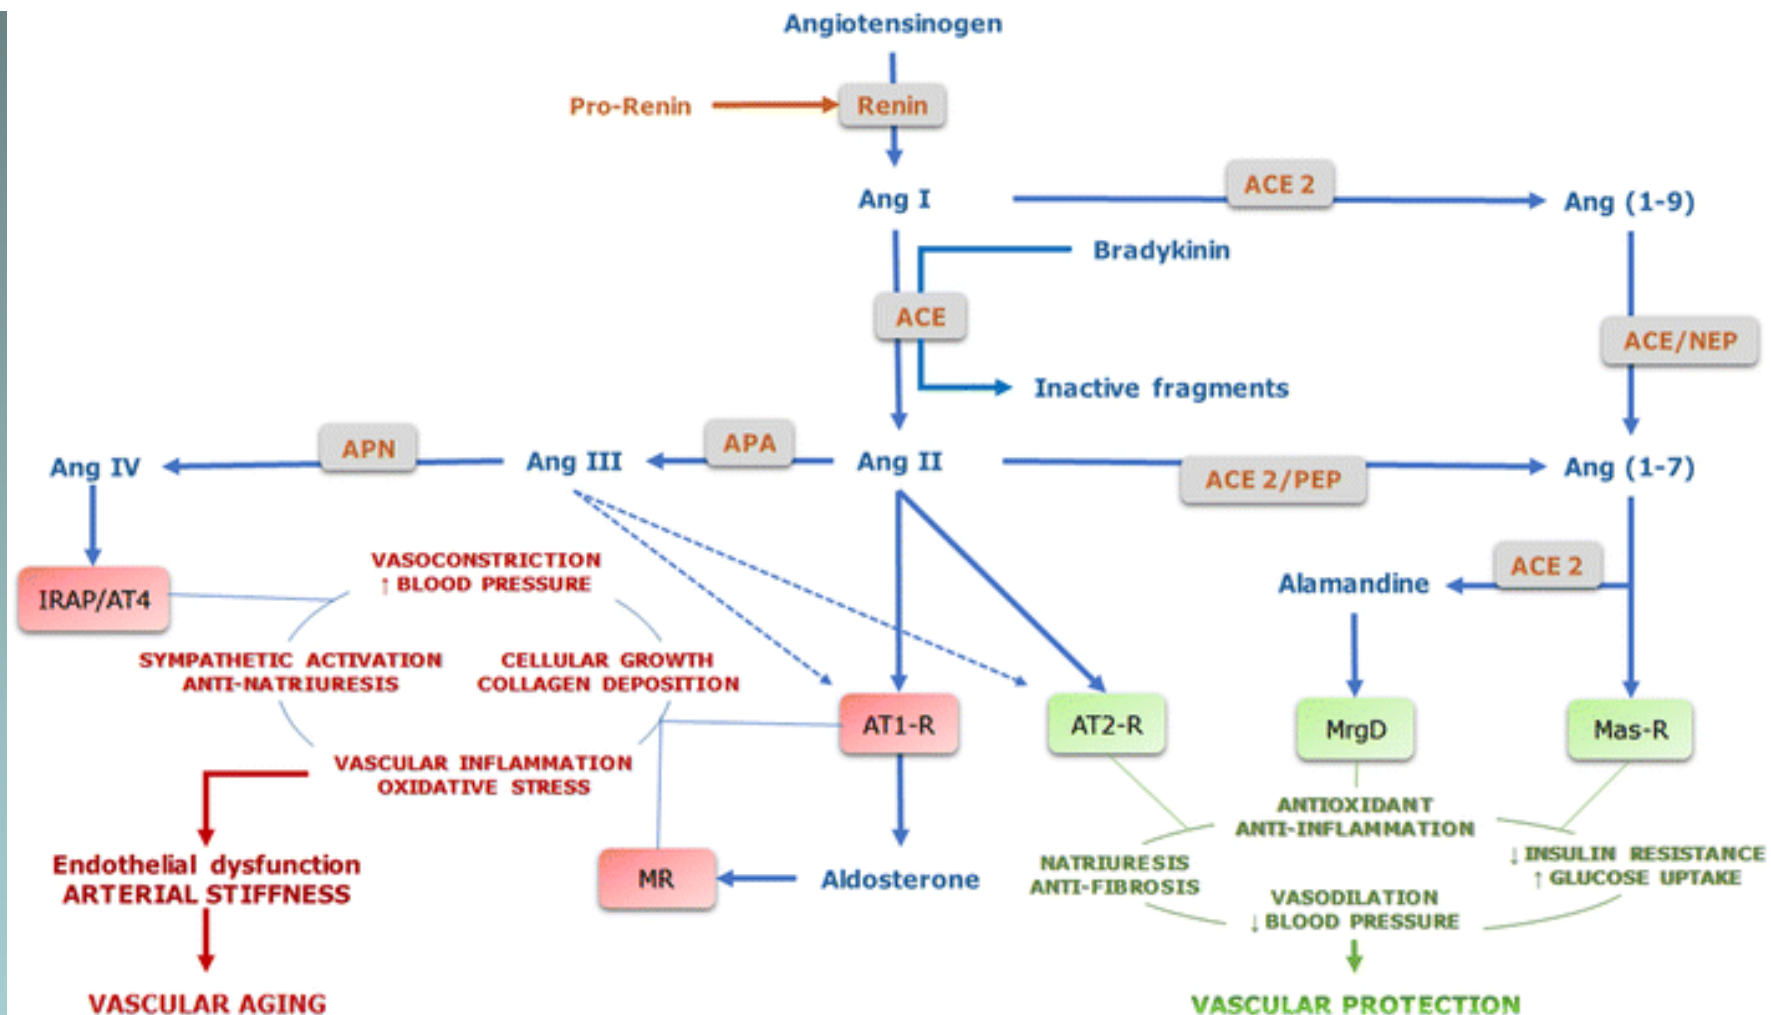 Angiotensinogen
Pro-Renin
Renin
Ang I
ACE 2
Ang (1-9)
Bradykinin
ACE
ACE/NEP
Inactive fragments
Ang IV
APN
Ang III
APA
Ang II
ACE 2/PEP
Ang (1-7)
IRAP/AT4
VASOCONSTRICTION
↑ BLOOD PRESSURE
Alamandine
ACE 2
SYMPATHETIC ACTIVATION
ANTI-NATRIURESIS
CELLULAR GROWTH
COLLAGEN DEPOSITION
AT1-R
AT2-R
MrgD
Mas-R
VASCULAR INFLAMMATION
OXIDATIVE STRESS
ANTIOXIDANT
ANTI-INFLAMMATION
Endothelial dysfunction
ARTERIAL STIFFNESS
MR
Aldosterone
NATRIURESIS
ANTI-FIBROSIS
↓ INSULIN RESISTANCE
↑ GLUCOSE UPTAKE
VASODILATION
↓ BLOOD PRESSURE
VASCULAR AGING
VASCULAR PROTECTION